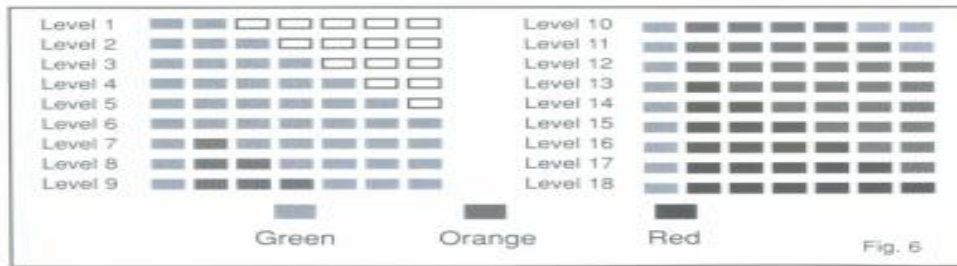 Level 1
Level 2
Level 3
Level 4
Level 5
Level 6
Level 7
Level 8
Level 9
Level 10
Level 11
Level 12
Level 13
Level 14
Level 15
Level 16
Level 17
Level 18
Green Orange Red
Fig. 6